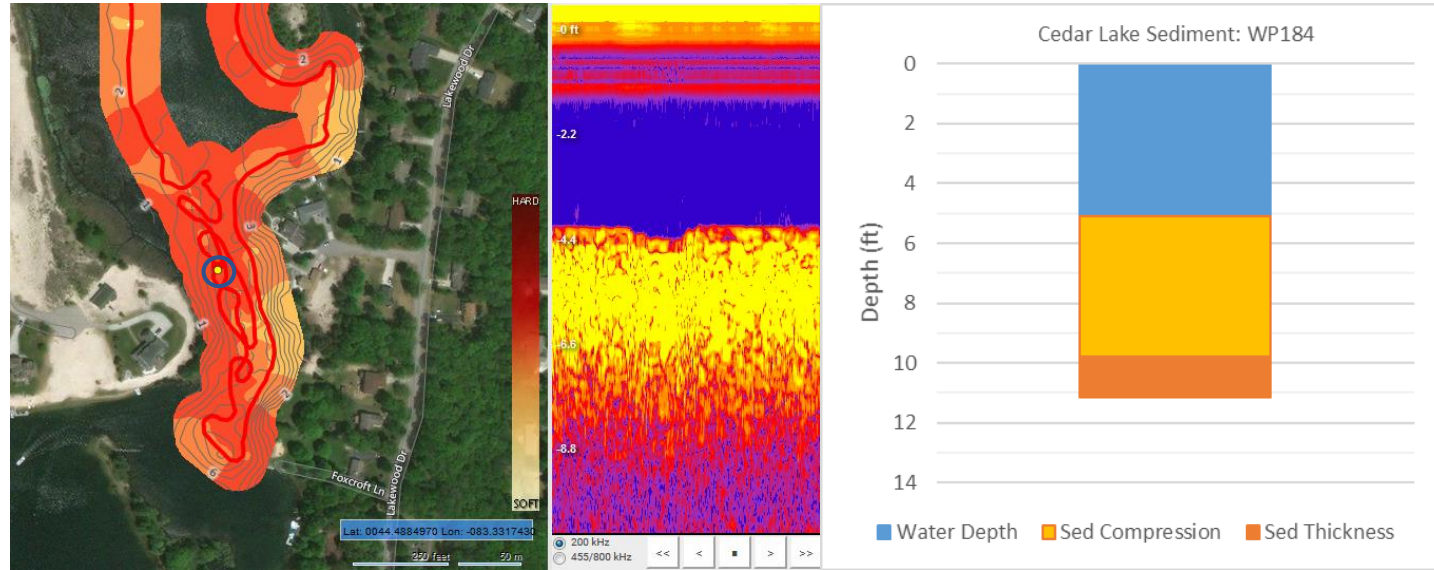 2
Lakewood Dr
2
1
3
3
HARD
1
2
SOFT
6
Foxcroft Ln
Lakewood Dr
Lat: 0044.4884970 Lon: -083.3317430
250 feet
50 m
-0 ft
-2.2
-4.4
-6.6
-8.8
200 kHz
455/800 kHz
<<
<
■
>
>>
Cedar Lake Sediment: WP184
0
2
4
6
8
10
12
14
Depth (ft)
Water Depth Sed Compression Sed Thickness